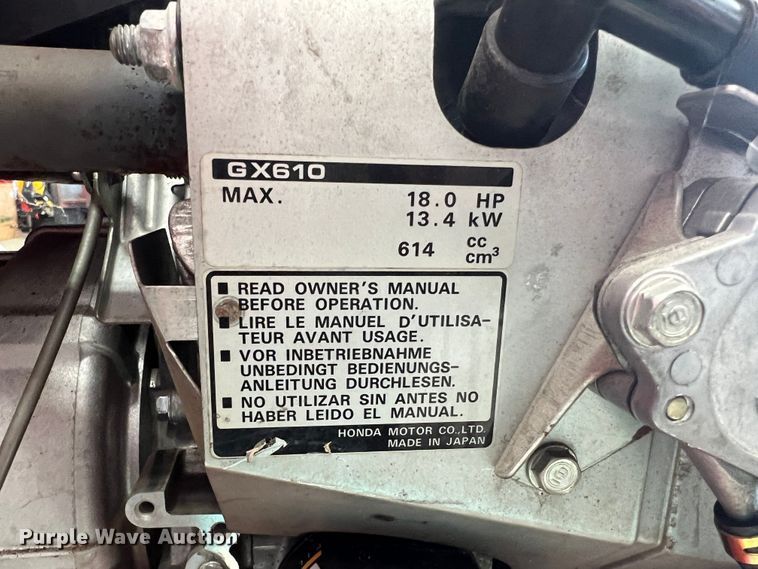 GX610
MAX. 18.0 HP
13.4 kW
614 cc
cm³
■ READ OWNER'S MANUAL
BEFORE OPERATION.
■ LIRE LE MANUEL D'UTILISA-
TEUR AVANT USAGE.
■ VOR INBETRIEBNAHME
UNBEDINGT BEDIENUNGS-
ANLEITUNG DURCHLESEN.
■ NO UTILIZAR SIN ANTES NO
HABER LEIDO EL MANUAL.
HONDA MOTOR CO.,LTD.
MADE IN JAPAN
Purple Wave Auction